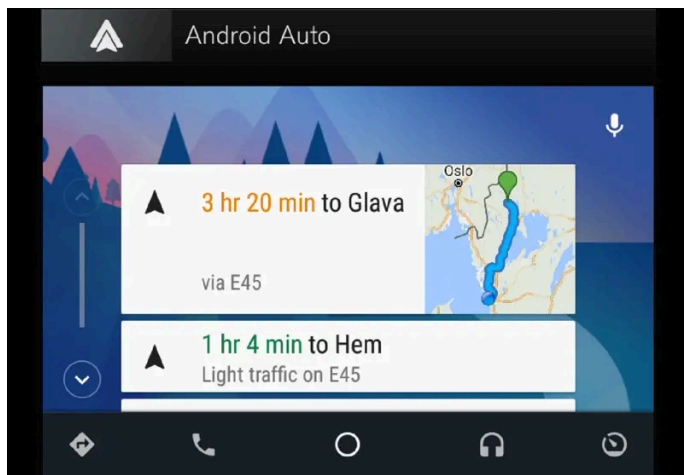 Android Auto
3 hr 20 min to Glava
via E45
Oslo
1 hr 4 min to Hem
Light traffic on E45